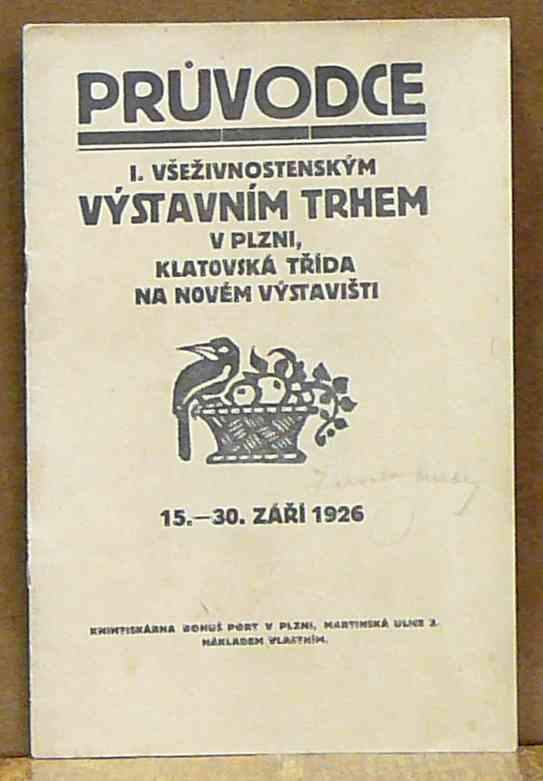 PRŮVODCE
I. VŠEŽIVNOSTENSKÝM
VÝSTAVNÍM TRHEM
V PLZNI,
KLATOVSKÁ TŘÍDA
NA NOVÉM VÝSTAVIŠTI
15.—30. ZÁŘÍ 1926
KNIHTISKÁRNA BOHUŠ PORT V PLZNI, MARTINSKÁ ULICE
NÁKLADEM VLASTNÍM.